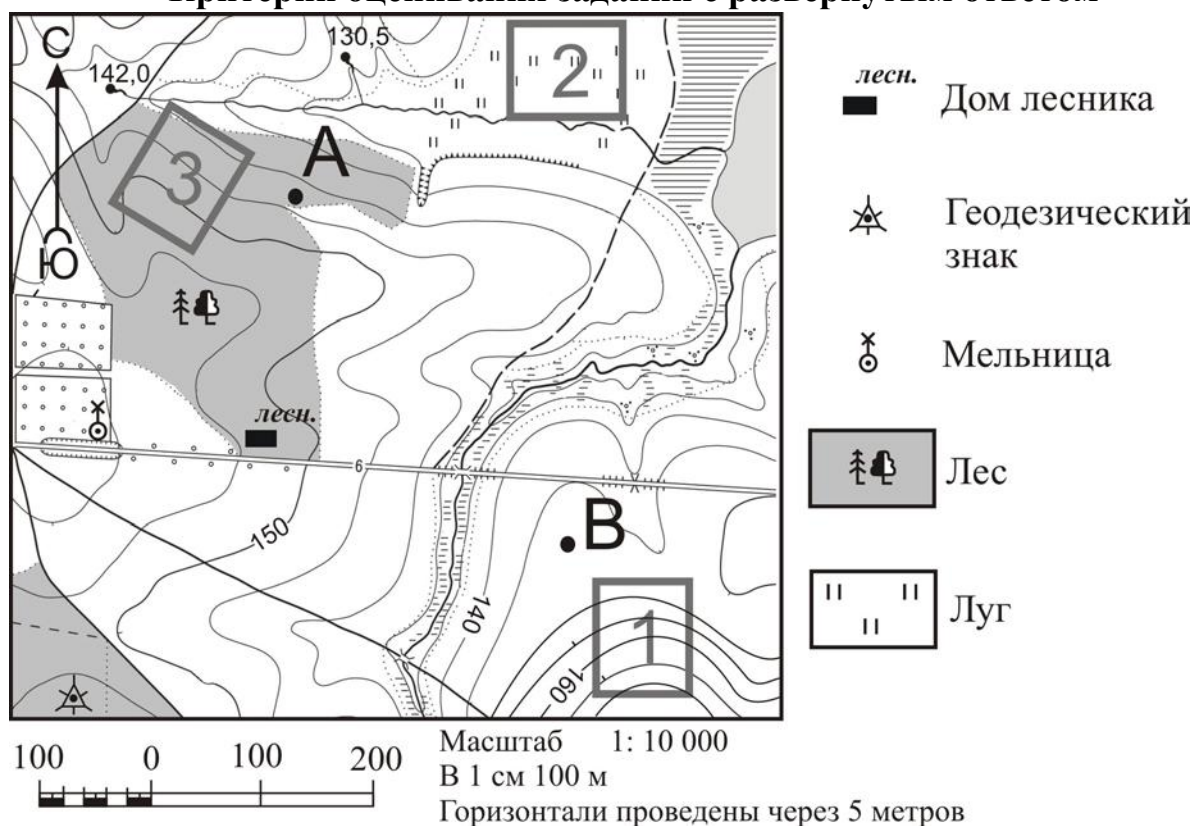 Критерии оценивания заданий с развёрнутым ответом
С
142,0
130,5
2
3
A
Ю
лесн.
6
B
150
140
160
1
лесн.
Дом лесника
Геодезический
знак
Мельница
Лес
Луг
100 0 100 200
Масштаб 1: 10 000
В 1 см 100 м
Горизонтали проведены через 5 метров